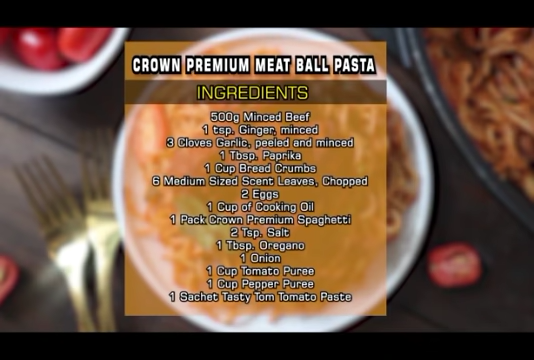 CROWN PREMIUM MEAT BALL PASTA
INGREDIENTS
500g Minced Beef
1 tsp. Ginger, minced
3 Cloves Garlic, peeled and minced
1 Tbsp. Paprika
1 Cup Bread Crumbs
6 Medium Sized Scent Leaves, Chopped
2 Eggs
1 Cup of Cooking Oil
1 Pack Crown Premium Spaghetti
2 Tsp. Salt
1 Tbsp. Oregano
1 Onion
1 Cup Tomato Puree
1 Cup Pepper Puree
1 Sachet Tasty Tom Tomato Paste